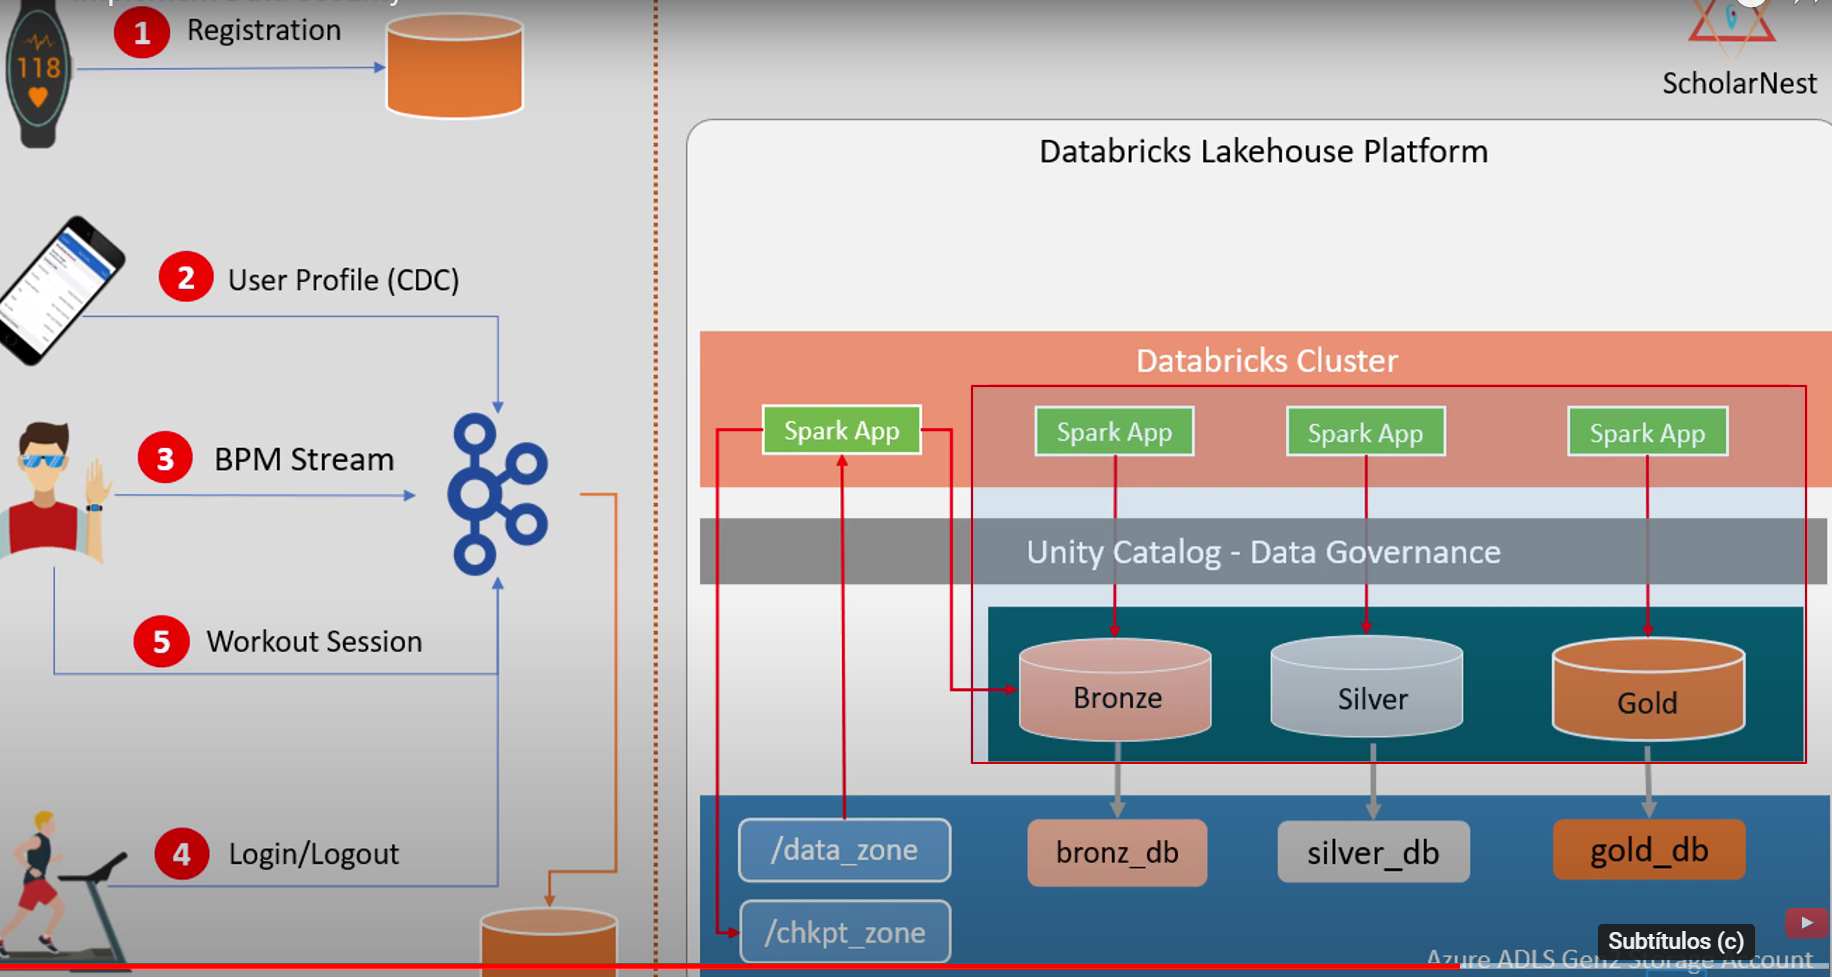 1 Registration
118
ScholarNest
Databricks Lakehouse Platform
2 User Profile (CDC)
Databricks Cluster
Spark App
Spark App
Spark App
Spark App
3 BPM Stream
Unity Catalog - Data Governance
5 Workout Session
Bronze
Silver
Gold
4 Login/Logout
/data_zone
bronz_db
silver_db
gold_db
/chkpt_zone
Subtítulos (c)
Azure ADLS Gen2 Storage Account